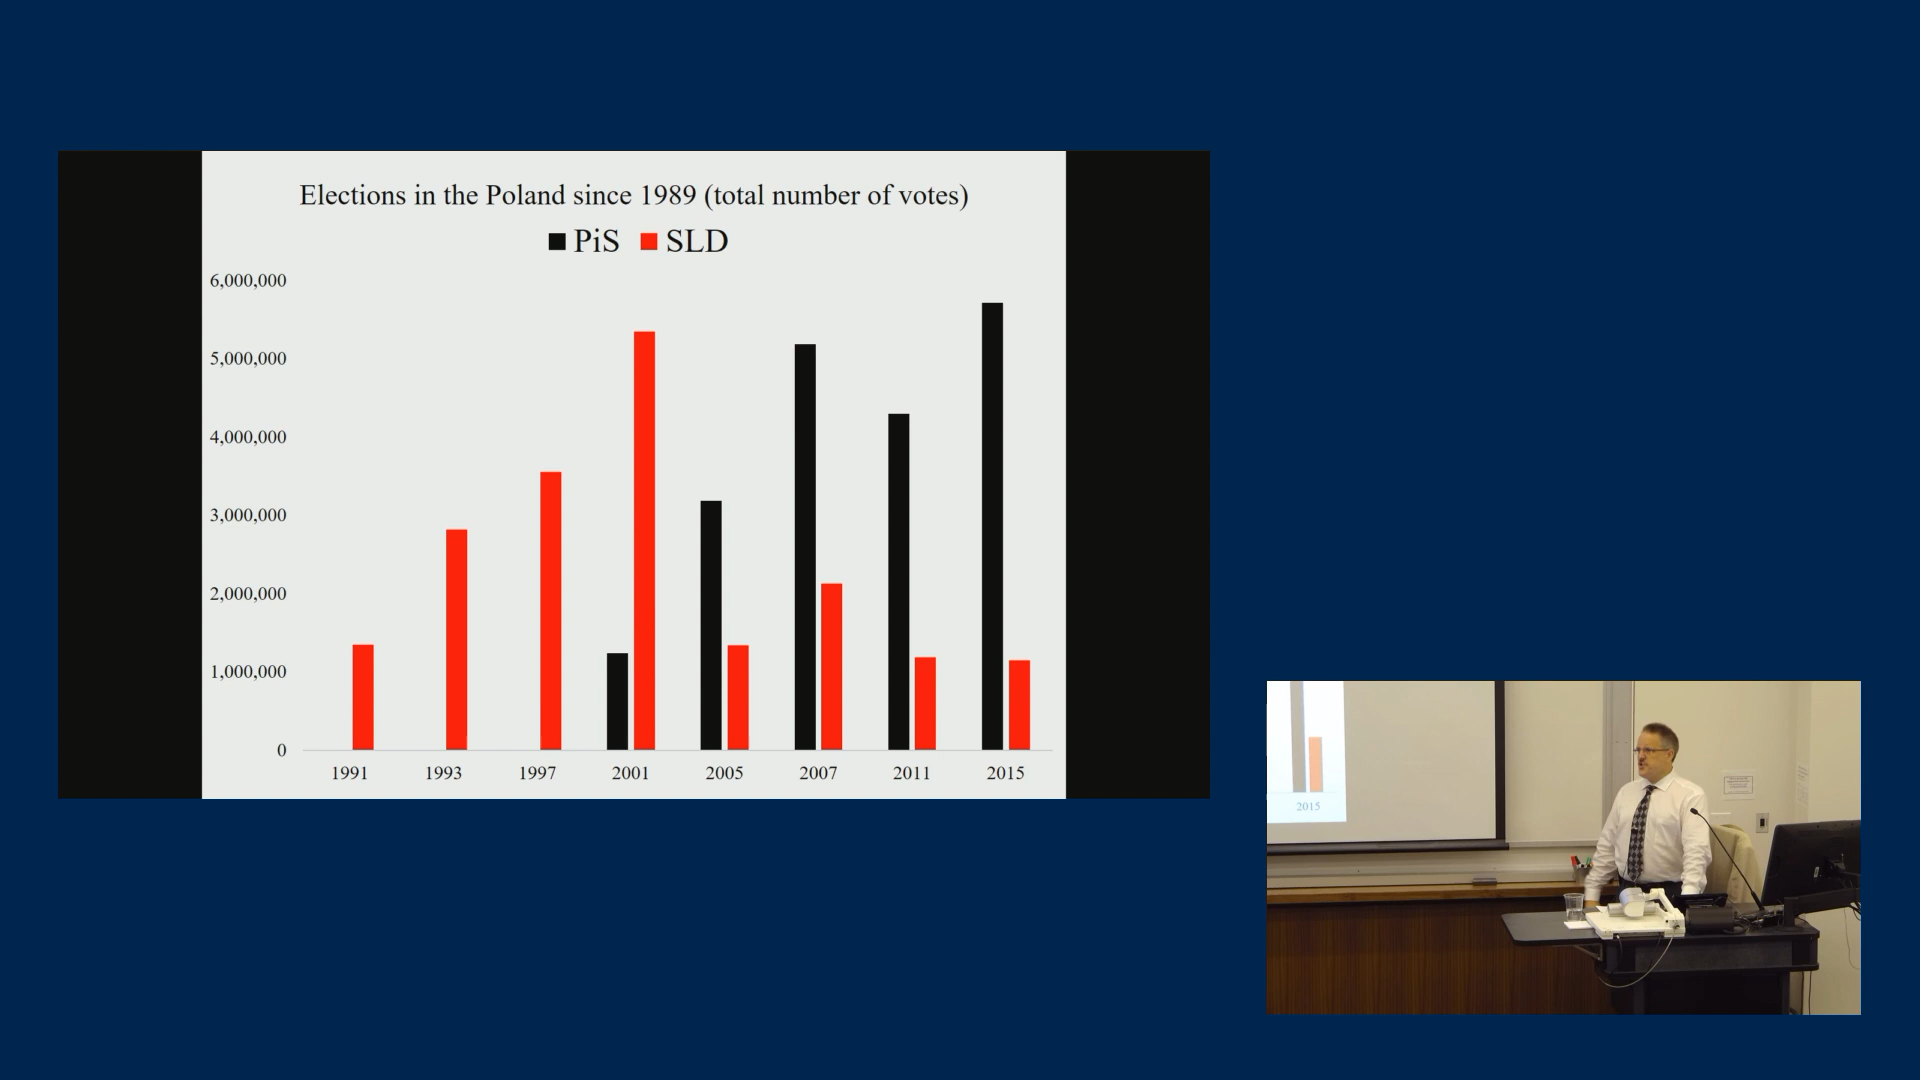 Elections in the Poland since 1989 (total number of votes)
PiS SLD
6,000,000
5,000,000
4,000,000
3,000,000
2,000,000
1,000,000
0
1991 1993 1997 2001 2005 2007 2011 2015
2015